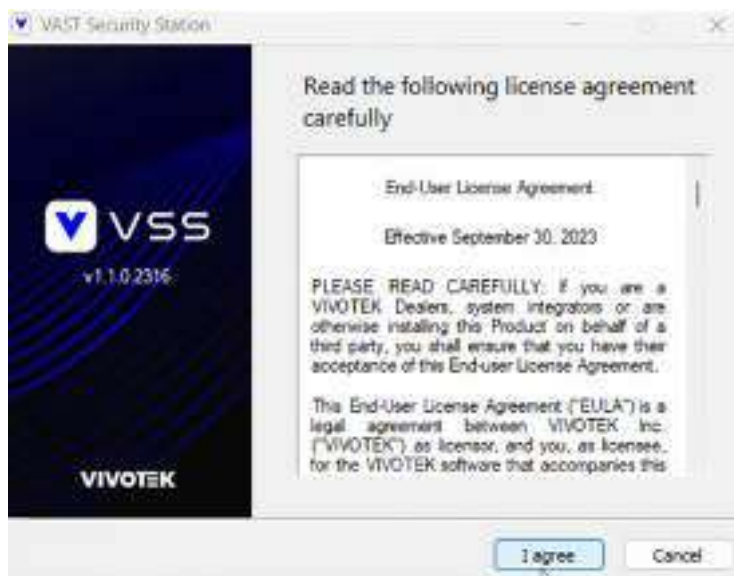 VAST Security Station
Read the following license agreement
carefully
VSS
v1.1.0.2316
VIVOTEK
End-User License Agreement
Effective September 30, 2023
PLEASE READ CAREFULLY: If you are a
VIVOTEK Dealers, system integrators or are
otherwise installing this Product on behalf of a
third party, you shall ensure that you have their
acceptance of this End-user License Agreement.
This End-User License Agreement ("EULA") is a
legal agreement between VIVOTEK Inc.
("VIVOTEK") as licensor, and you, as licensee,
for the VIVOTEK software that accompanies this
I agree
Cancel